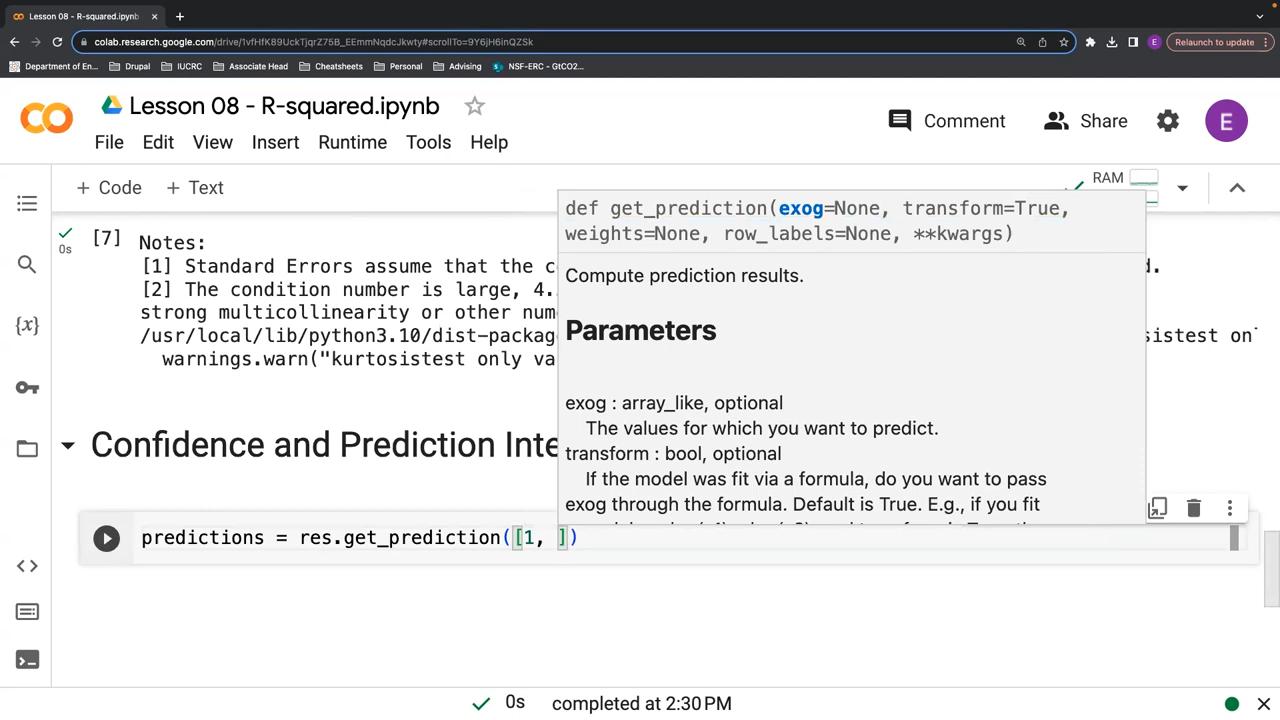 Lesson 08 - R-squared.ipynb
colab.research.google.com/drive/1vfHfK89UckTjqrZ75B_EEmmNqdcJkwty#scrollTo=9Y6jH6inQZSk
E
Relaunch to update
Department of En...
Drupal
IUCRC
Associate Head
Cheatsheets
Personal
Advising
NSF-ERC - GtCO2...
Lesson 08 - R-squared.ipynb
Comment
Share
E
File Edit View Insert Runtime Tools Help
+ Code + Text
RAM
def get_prediction(exog=None, transform=True,
weights=None, row_labels=None, **kwargs)
Compute prediction results.
Parameters
exog : array_like, optional
The values for which you want to predict.
transform : bool, optional
If the model was fit via a formula, do you want to pass
exog through the formula. Default is True. E.g., if you fit
0s
[7]
Notes:
[1] Standard Errors assume that the c
[2] The condition number is large, 4.
strong multicollinearity or other num
/usr/local/lib/python3.10/dist-packag
sistest on
warnings.warn("kurtosistest only va
Confidence and Prediction Inte
predictions = res.get_prediction([1, ])
0s completed at 2:30 PM